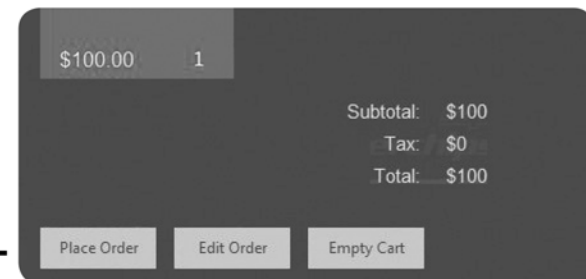 $100.00 1
Subtotal: $100
Tax: $0
Total: $100
Place Order Edit Order Empty Cart